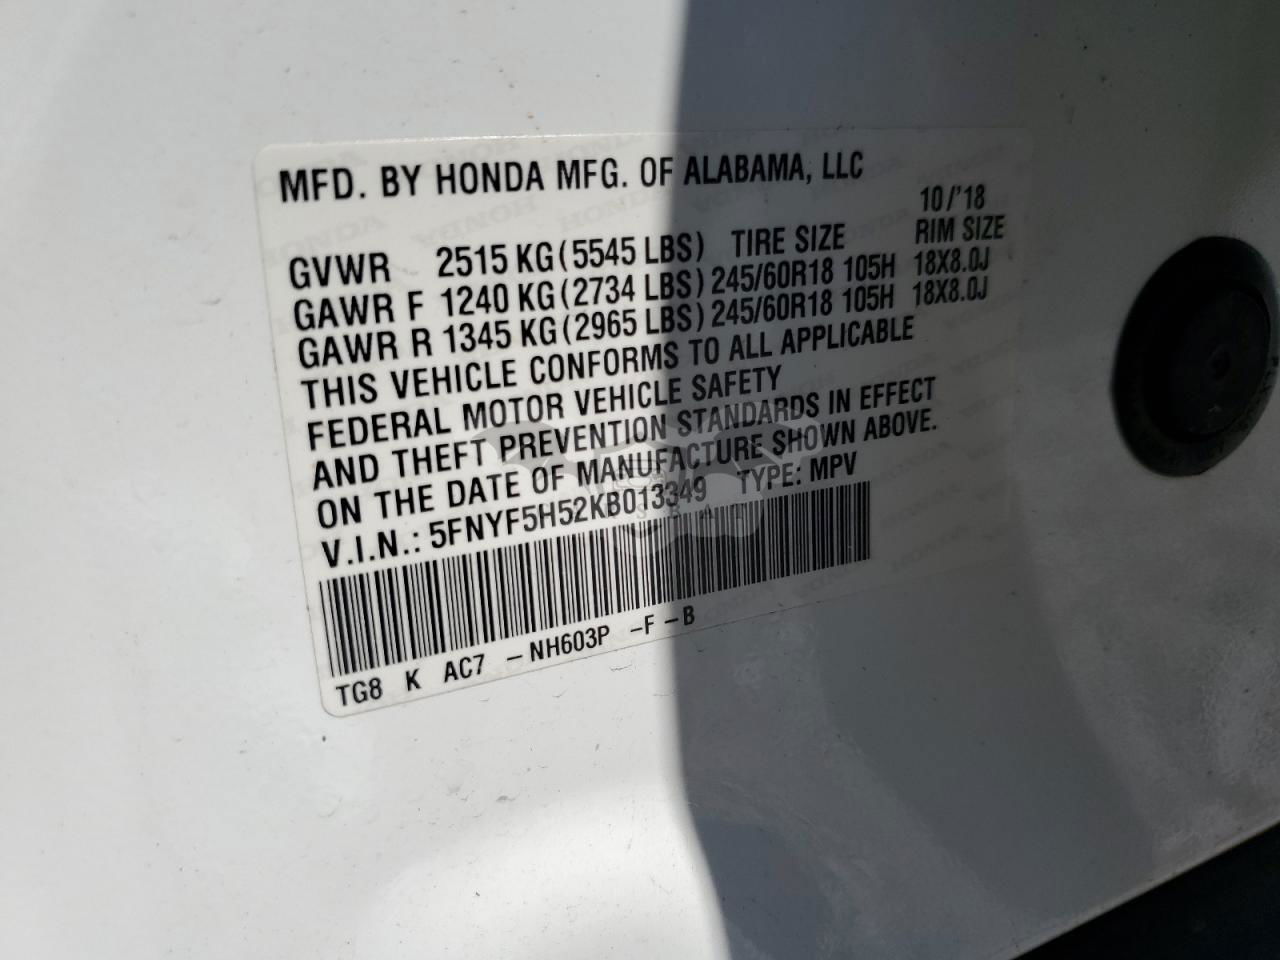 MFD. BY HONDA MFG. OF ALABAMA, LLC
10/'18
GVWR 2515 KG (5545 LBS) TIRE SIZE RIM SIZE
GAWR F 1240 KG (2734 LBS) 245/60R18 105H 18X8.0J
GAWR R 1345 KG (2965 LBS) 245/60R18 105H 18X8.0J
THIS VEHICLE CONFORMS TO ALL APPLICABLE
FEDERAL MOTOR VEHICLE SAFETY
AND THEFT PREVENTION STANDARDS IN EFFECT
ON THE DATE OF MANUFACTURE SHOWN ABOVE.
V.I.N.: 5FNYF5H52KB013349 TYPE: MPV
TG8 K AC7 -NH603P -F-B